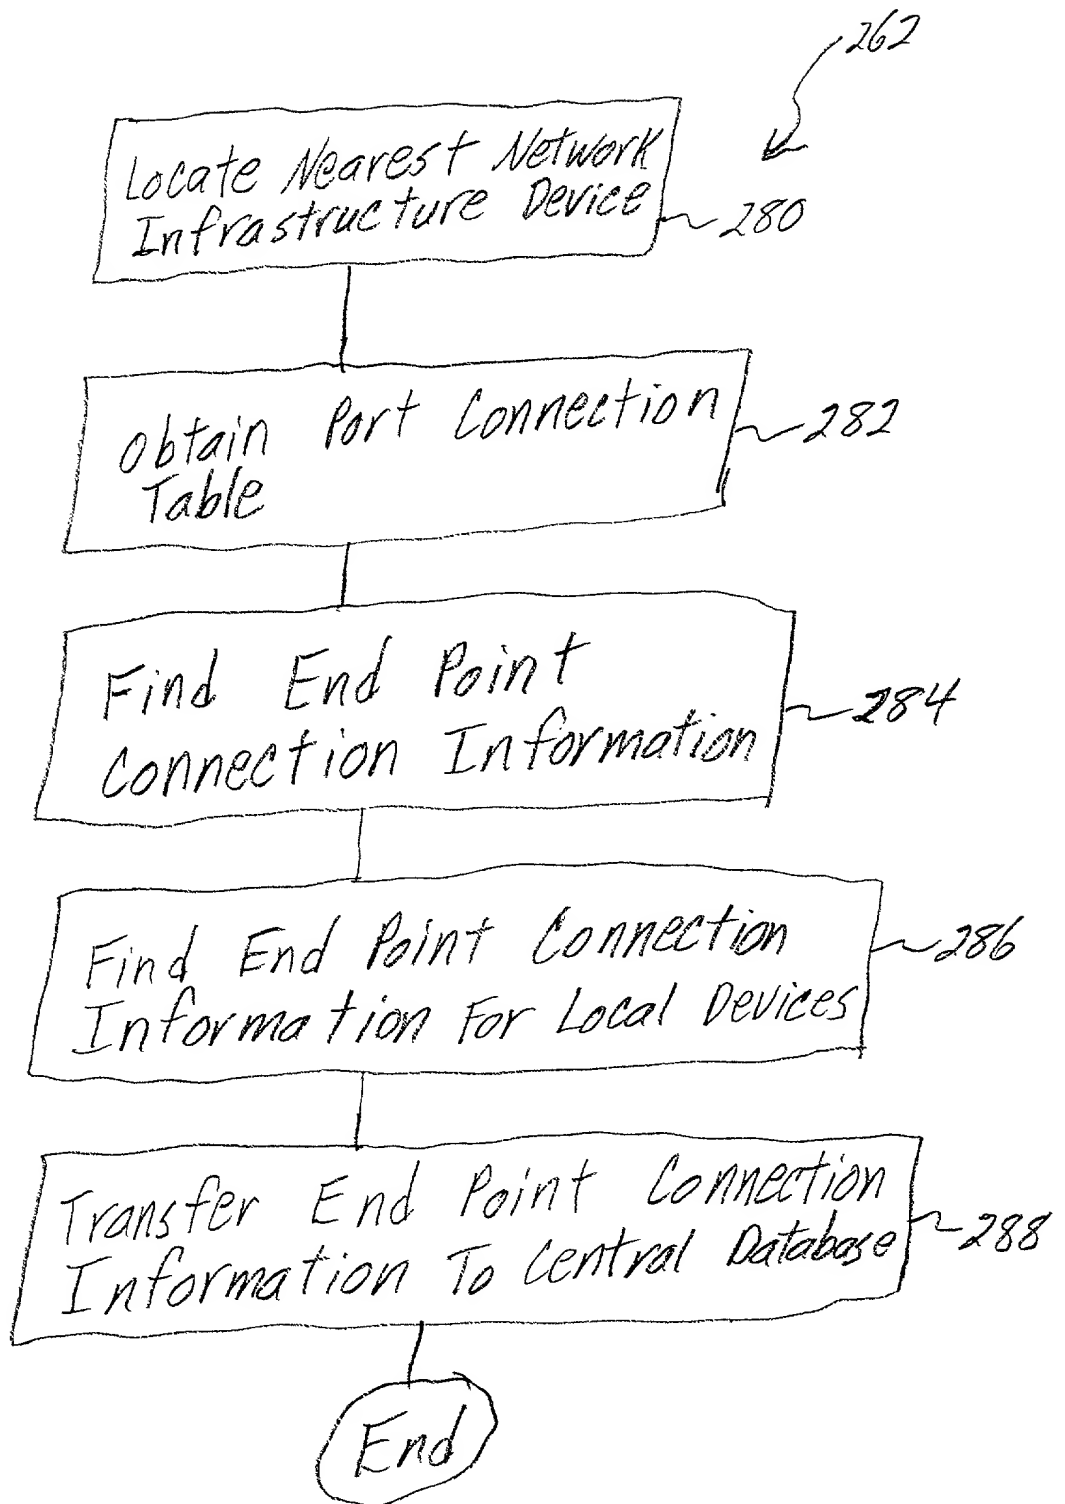 262
Locate Nearest Network
Infrastructure Device
280
Obtain Port Connection
Table
282
Find End Point
Connection Information
284
Find End Point Connection
Information For Local Devices
286
Transfer End Point Connection
Information To Central Database
288
End